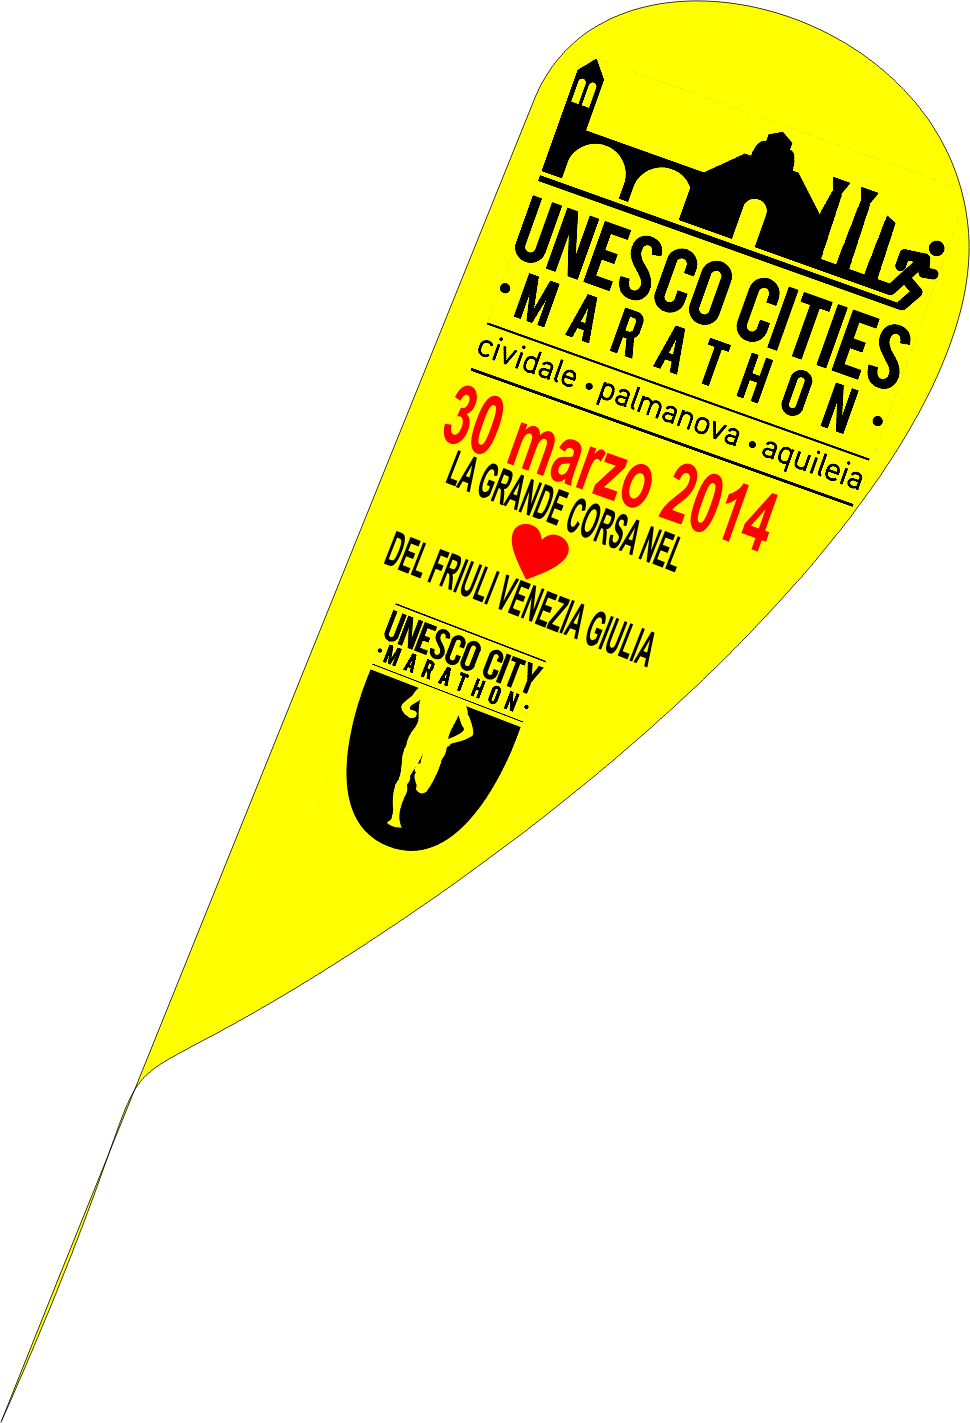 UNESCO CITIES
·MARATHON·
cividale · palmanova · aquileia
30 marzo 2014
LA GRANDE CORSA NEL
DEL FRIULI VENEZIA GIULIA
UNESCO CITY
·MARATHON·